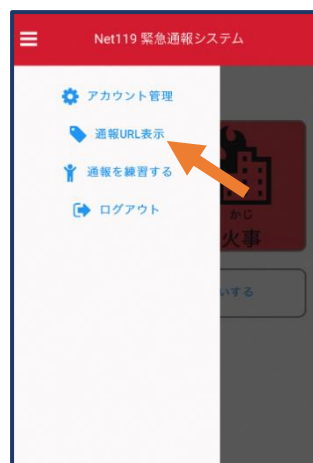 Net119 緊急通報システム
アカウント管理
通報URL表示
通報を練習する
ログアウト
かじ
火事
いする